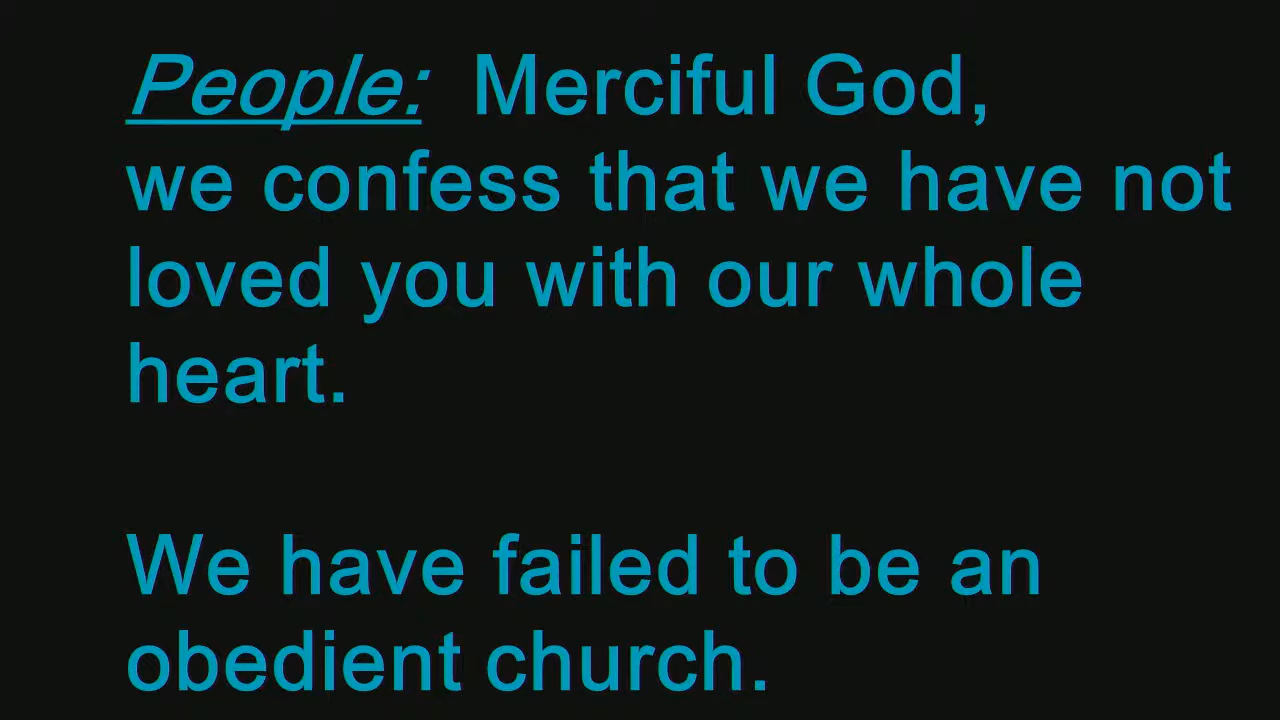 People: Merciful God,
we confess that we have not
loved you with our whole
heart.
We have failed to be an
obedient church.